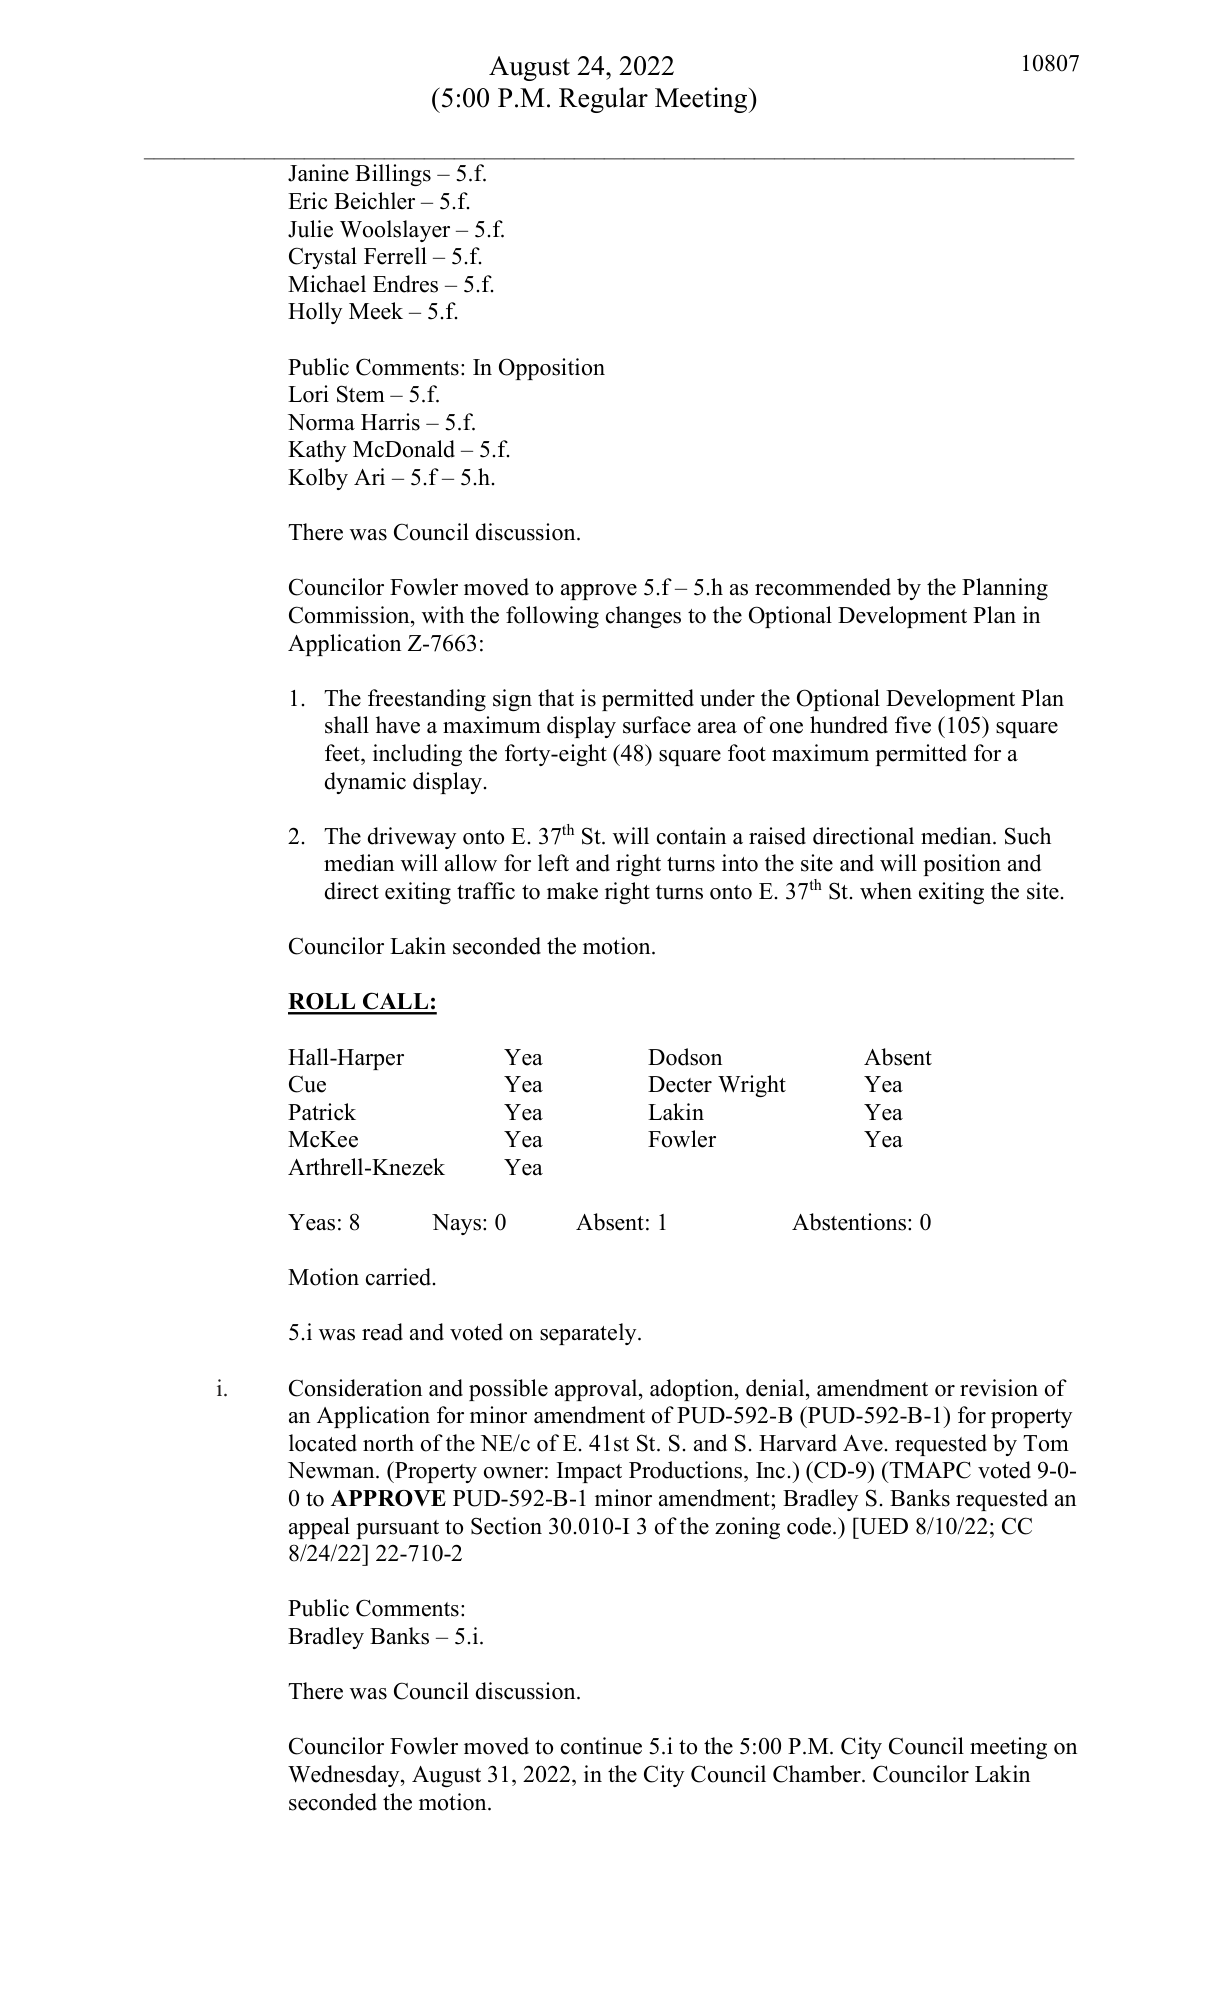 August 24, 2022
10807
(5:00 P.M. Regular Meeting)
Janine Billings – 5.f.
Eric Beichler – 5.f.
Julie Woolslayer – 5.f.
Crystal Ferrell – 5.f.
Michael Endres – 5.f.
Holly Meek – 5.f.
Public Comments: In Opposition
Lori Stem – 5.f.
Norma Harris – 5.f.
Kathy McDonald – 5.f.
Kolby Ari – 5.f – 5.h.
There was Council discussion.
Councilor Fowler moved to approve 5.f – 5.h as recommended by the Planning
Commission, with the following changes to the Optional Development Plan in
Application Z-7663:
1. The freestanding sign that is permitted under the Optional Development Plan
shall have a maximum display surface area of one hundred five (105) square
feet, including the forty-eight (48) square foot maximum permitted for a
dynamic display.
2. The driveway onto E. 37th St. will contain a raised directional median. Such
median will allow for left and right turns into the site and will position and
direct exiting traffic to make right turns onto E. 37th St. when exiting the site.
Councilor Lakin seconded the motion.
ROLL CALL:
Hall-Harper Yea Dodson Absent
Cue Yea Decter Wright Yea
Patrick Yea Lakin Yea
McKee Yea Fowler Yea
Arthrell-Knezek Yea
Yeas: 8 Nays: 0 Absent: 1 Abstentions: 0
Motion carried.
5.i was read and voted on separately.
i. Consideration and possible approval, adoption, denial, amendment or revision of
an Application for minor amendment of PUD-592-B (PUD-592-B-1) for property
located north of the NE/c of E. 41st St. S. and S. Harvard Ave. requested by Tom
Newman. (Property owner: Impact Productions, Inc.) (CD-9) (TMAPC voted 9-0-
0 to APPROVE PUD-592-B-1 minor amendment; Bradley S. Banks requested an
appeal pursuant to Section 30.010-I 3 of the zoning code.) [UED 8/10/22; CC
8/24/22] 22-710-2
Public Comments:
Bradley Banks – 5.i.
There was Council discussion.
Councilor Fowler moved to continue 5.i to the 5:00 P.M. City Council meeting on
Wednesday, August 31, 2022, in the City Council Chamber. Councilor Lakin
seconded the motion.